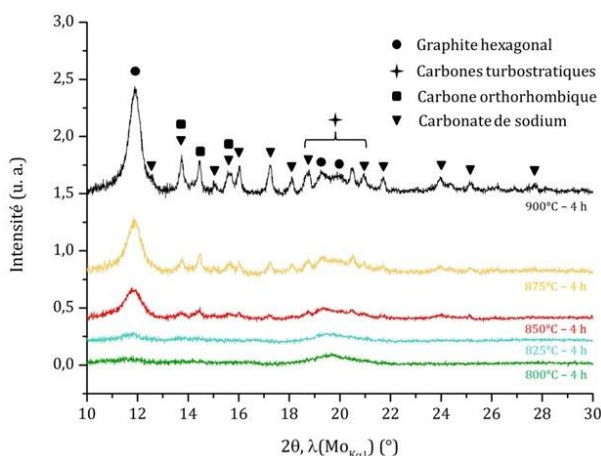 3,0
2,5
2,0
1,5
1,0
0,5
0,0
Intensité (u. a.)
● Graphite hexagonal
✦ Carbones turbostratiques
■ Carbone orthorhombique
▼ Carbonate de sodium
900°C – 4 h
875°C – 4 h
850°C – 4 h
825°C – 4 h
800°C – 4 h
10 12 14 16 18 20 22 24 26 28 30
2θ, λ(Mo Kα1) (°)